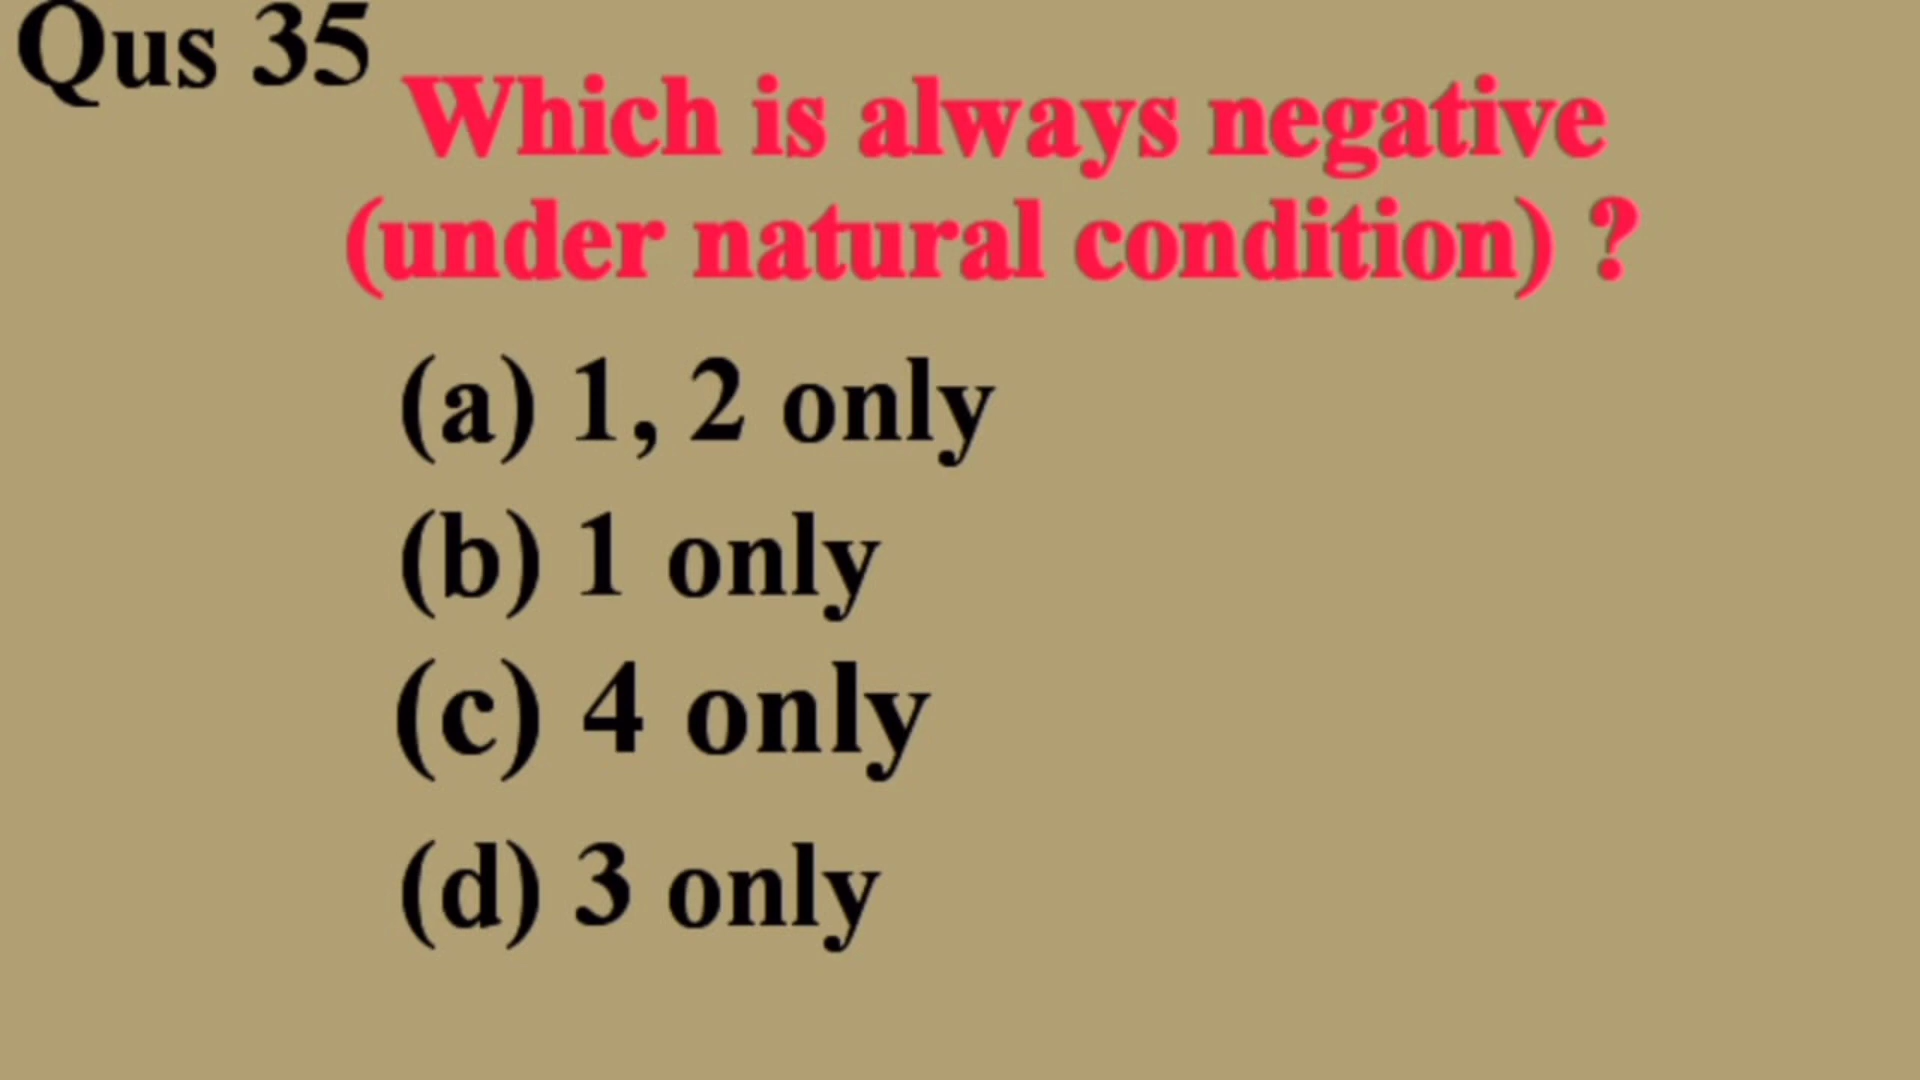 Qus 35
Which is always negative
(under natural condition) ?
(a) 1, 2 only
(b) 1 only
(c) 4 only
(d) 3 only